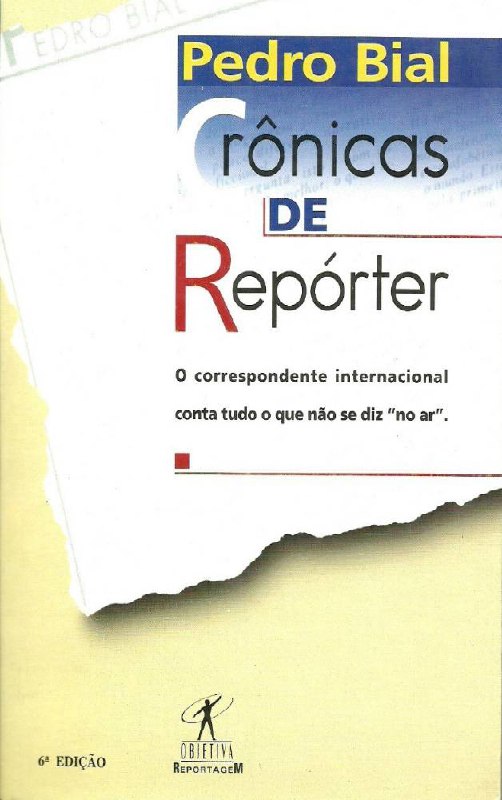 PEDRO BIAL
Pedro Bial
Crônicas
DE
Repórter
O correspondente internacional
conta tudo o que não se diz "no ar".
6ª EDIÇÃO
OBJETIVA
REPORTAGEM